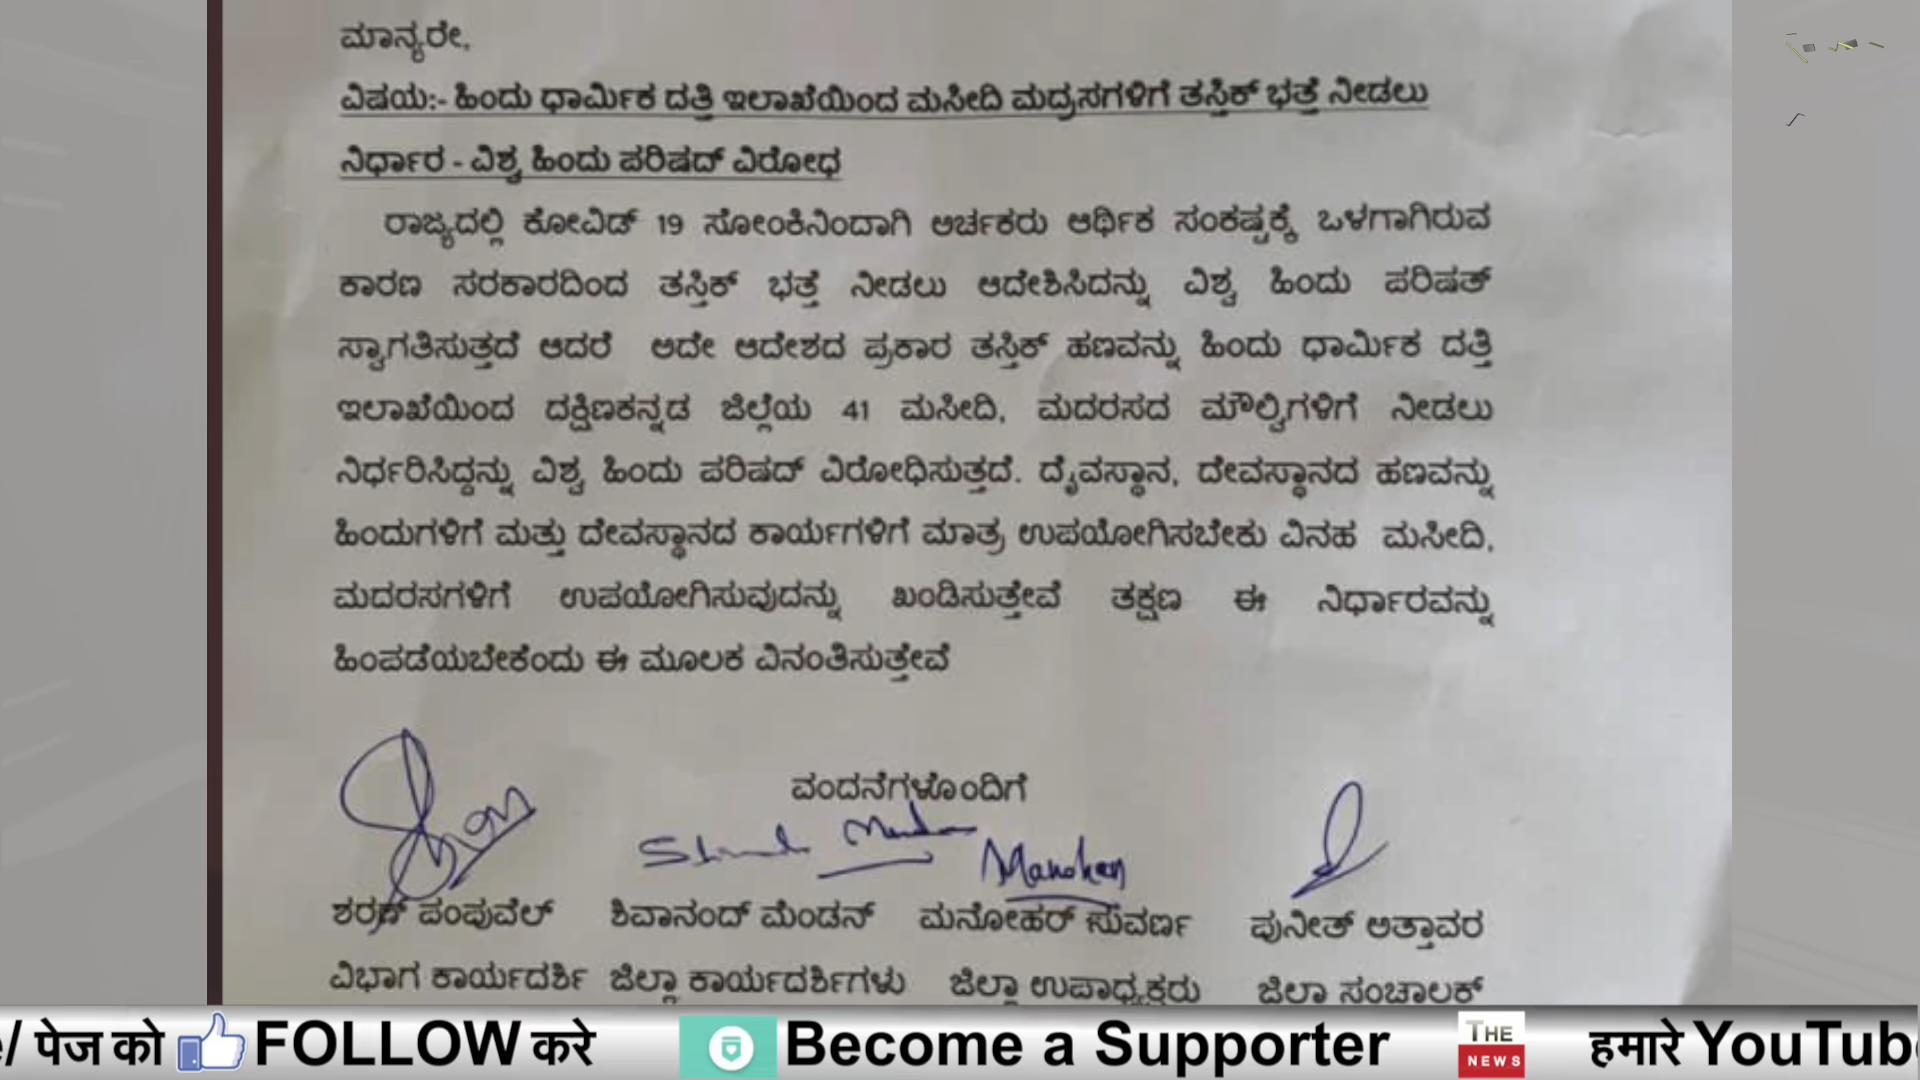 ಮಾನ್ಯರೇ,
ವಿಷಯ:- ಹಿಂದು ಧಾರ್ಮಿಕ ದತ್ತಿ ಇಲಾಖೆಯಿಂದ ಮಸೀದಿ ಮದ್ರಸಗಳಿಗೆ ತಸ್ತಿಕ್ ಭತ್ತೆ ನೀಡಲು
ನಿರ್ಧಾರ - ವಿಶ್ವ ಹಿಂದು ಪರಿಷದ್ ವಿರೋಧ
ರಾಜ್ಯದಲ್ಲಿ ಕೋವಿಡ್ 19 ಸೋಂಕಿನಿಂದಾಗಿ ಅರ್ಚಕರು ಆರ್ಥಿಕ ಸಂಕಷ್ಟಕ್ಕೆ ಒಳಗಾಗಿರುವ
ಕಾರಣ ಸರಕಾರದಿಂದ ತಸ್ತಿಕ್ ಭತ್ತೆ ನೀಡಲು ಆದೇಶಿಸಿದನ್ನು ವಿಶ್ವ ಹಿಂದು ಪರಿಷತ್
ಸ್ವಾಗತಿಸುತ್ತದೆ ಆದರೆ ಅದೇ ಆದೇಶದ ಪ್ರಕಾರ ತಸ್ತಿಕ್ ಹಣವನ್ನು ಹಿಂದು ಧಾರ್ಮಿಕ ದತ್ತಿ
ಇಲಾಖೆಯಿಂದ ದಕ್ಷಿಣಕನ್ನಡ ಜಿಲ್ಲೆಯ 41 ಮಸೀದಿ, ಮದರಸದ ಮೌಲ್ವಿಗಳಿಗೆ ನೀಡಲು
ನಿರ್ಧರಿಸಿದ್ದನ್ನು ವಿಶ್ವ ಹಿಂದು ಪರಿಷದ್ ವಿರೋಧಿಸುತ್ತದೆ. ದೈವಸ್ಥಾನ, ದೇವಸ್ಥಾನದ ಹಣವನ್ನು
ಹಿಂದುಗಳಿಗೆ ಮತ್ತು ದೇವಸ್ಥಾನದ ಕಾರ್ಯಗಳಿಗೆ ಮಾತ್ರ ಉಪಯೋಗಿಸಬೇಕು ವಿನಹ ಮಸೀದಿ,
ಮದರಸಗಳಿಗೆ ಉಪಯೋಗಿಸುವುದನ್ನು ಖಂಡಿಸುತ್ತೇವೆ ತಕ್ಷಣ ಈ ನಿರ್ಧಾರವನ್ನು
ಹಿಂಪಡೆಯಬೇಕೆಂದು ಈ ಮೂಲಕ ವಿನಂತಿಸುತ್ತೇವೆ
ವಂದನೆಗಳೊಂದಿಗೆ
Manohar
ಶರಣ್ ಪಂಪುವೆಲ್ ಶಿವಾನಂದ್ ಮೆಂಡನ್ ಮನೋಹರ್ ಸುವರ್ಣ ಪುನೀತ್ ಅತ್ತಾವರ
ವಿಭಾಗ ಕಾರ್ಯದರ್ಶಿ ಜಿಲ್ಲಾ ಕಾರ್ಯದರ್ಶಿಗಳು ಜಿಲ್ಲಾ ಉಪಾಧ್ಯಕ್ಷರು ಜಿಲ್ಲಾ ಸಂಚಾಲಕ್
/ पेज को FOLLOW करे Become a Supporter THE NEWS हमारे YouTub